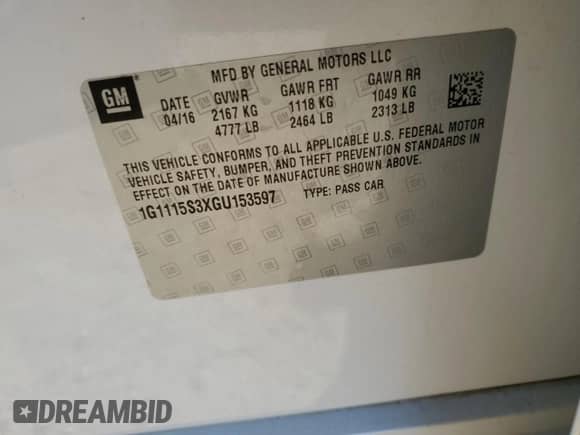 GM
MFD BY GENERAL MOTORS LLC
DATE GVWR GAWR FRT GAWR RR
04/16 2167 KG 1118 KG 1049 KG
4777 LB 2464 LB 2313 LB
THIS VEHICLE CONFORMS TO ALL APPLICABLE U.S. FEDERAL MOTOR
VEHICLE SAFETY, BUMPER, AND THEFT PREVENTION STANDARDS IN
EFFECT ON THE DATE OF MANUFACTURE SHOWN ABOVE.
1G1115S3XGU153597 TYPE: PASS CAR
DREAMBID